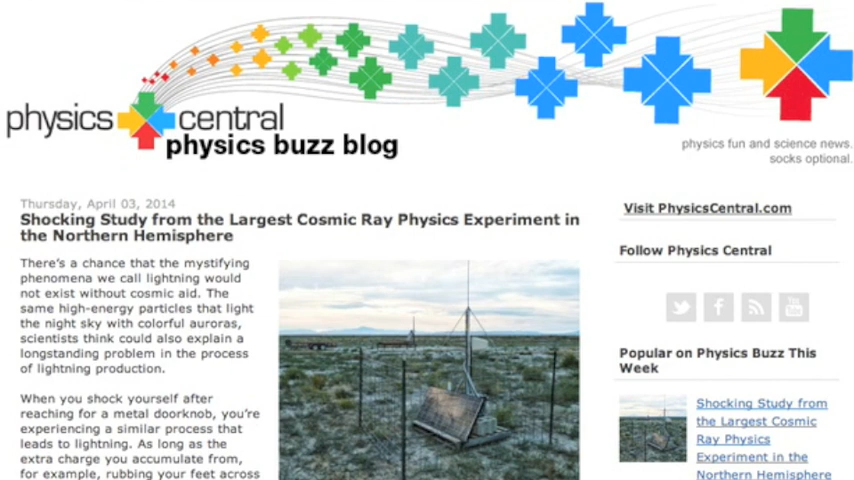 physics central
physics buzz blog
physics fun and science news.
socks optional.
Thursday, April 03, 2014
Shocking Study from the Largest Cosmic Ray Physics Experiment in
the Northern Hemisphere
There's a chance that the mystifying
phenomena we call lightning would
not exist without cosmic aid. The
same high-energy particles that light
the night sky with colorful auroras,
scientists think could also explain a
longstanding problem in the process
of lightning production.
When you shock yourself after
reaching for a metal doorknob, you're
experiencing a similar process that
leads to lightning. As long as the
extra charge you accumulate from,
for example, rubbing your feet across
Visit PhysicsCentral.com
Follow Physics Central
You
Tube
Popular on Physics Buzz This
Week
Shocking Study from
the Largest Cosmic
Ray Physics
Experiment in the
Northern Hemisphere